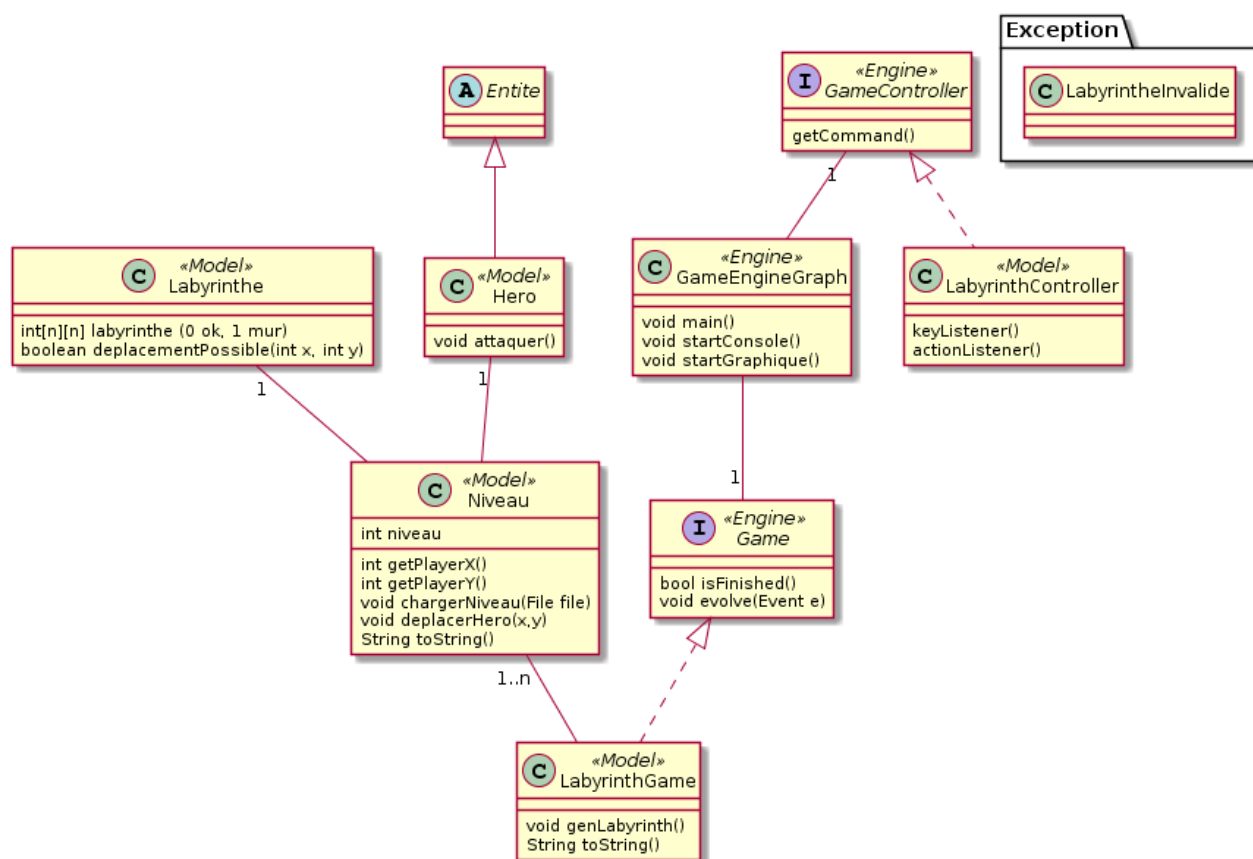 Exception
C LabyrintheInvalide
A Entite
I «Engine»
GameController
getCommand()
1
C «Model»
Labyrinthe
int[n][n] labyrinthe (0 ok, 1 mur)
boolean deplacementPossible(int x, int y)
1
C «Model»
Hero
void attaquer()
1
C «Engine»
GameEngineGraph
void main()
void startConsole()
void startGraphique()
1
C «Model»
LabyrinthController
keyListener()
actionListener()
C «Model»
Niveau
int niveau
int getPlayerX()
int getPlayerY()
void chargerNiveau(File file)
void deplacerHero(x,y)
String toString()
1..n
I «Engine»
Game
bool isFinished()
void evolve(Event e)
C «Model»
LabyrinthGame
void genLabyrinth()
String toString()